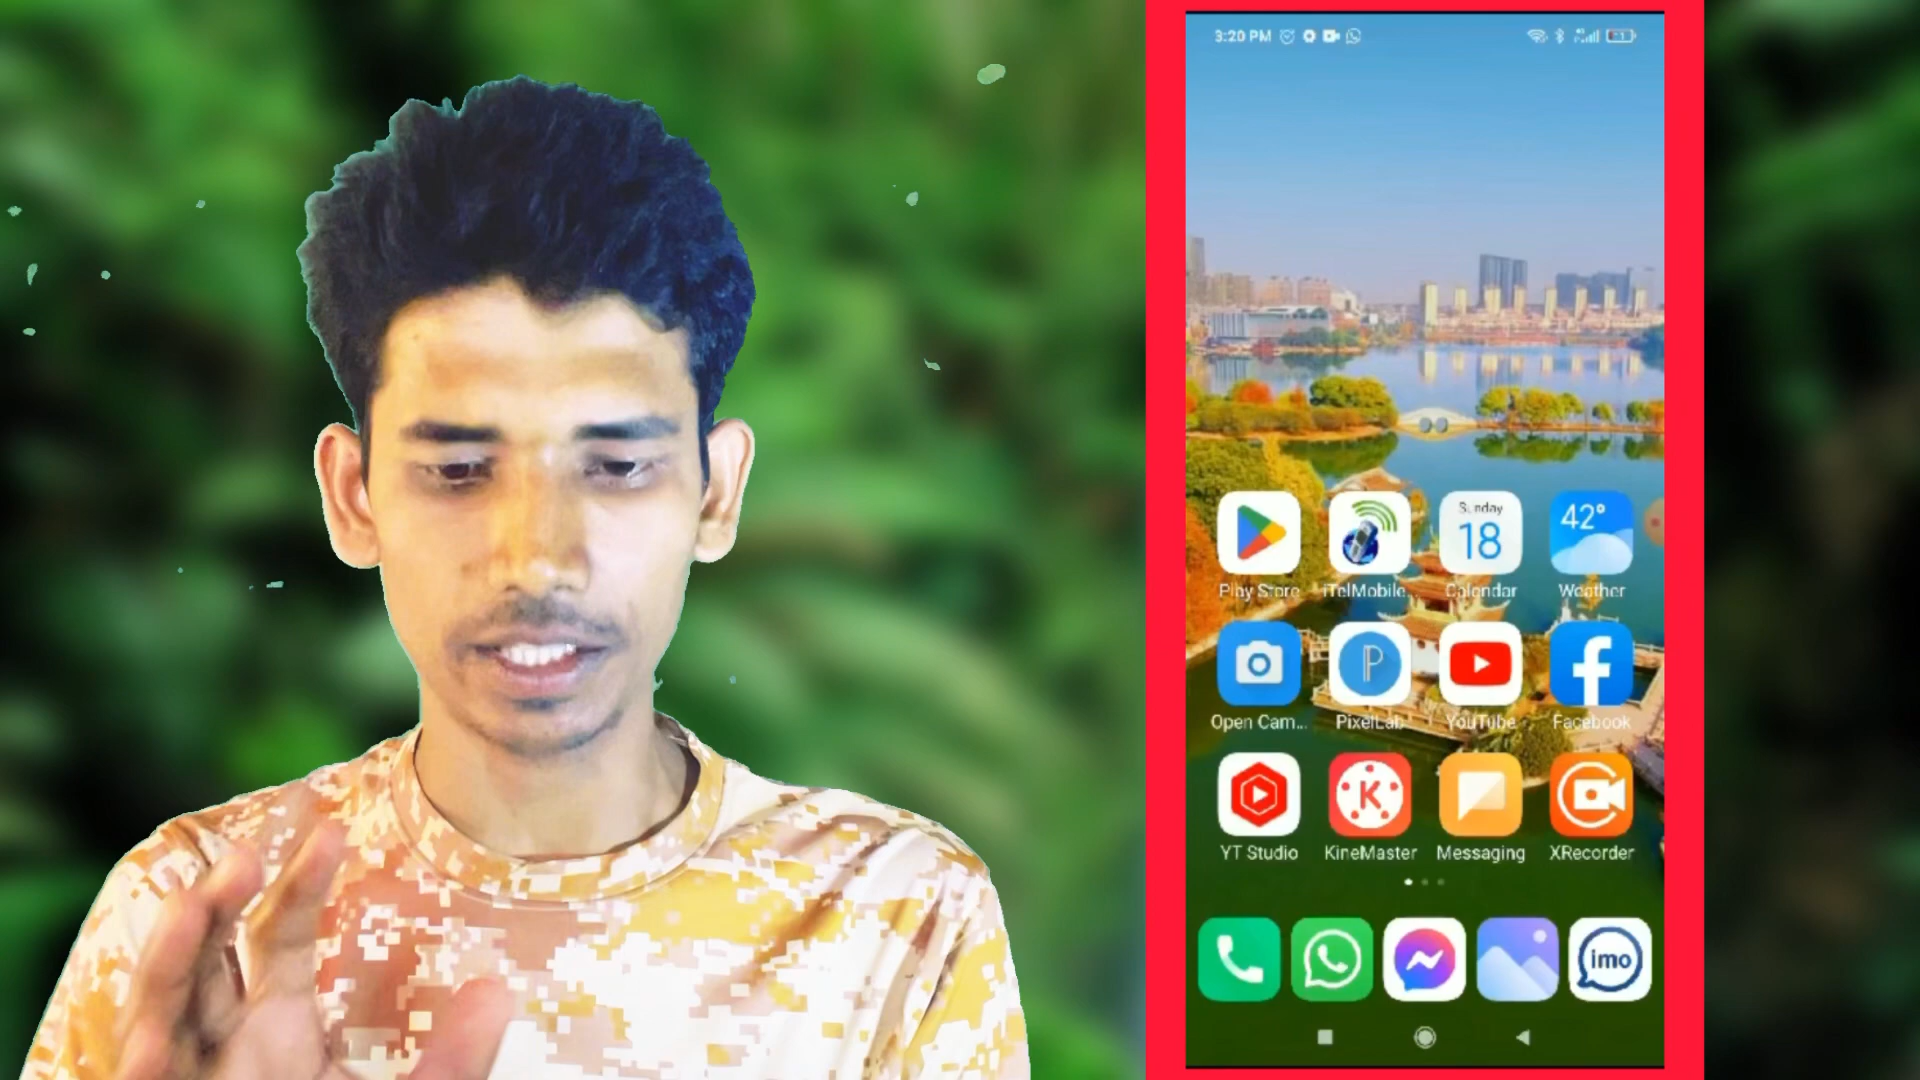 3:20 PM
Sunday
18
42°
Play Store iTelMobile... Calendar Weather
P
Open Cam... PixelLab YouTube Facebook
K
YT Studio KineMaster Messaging XRecorder
imo